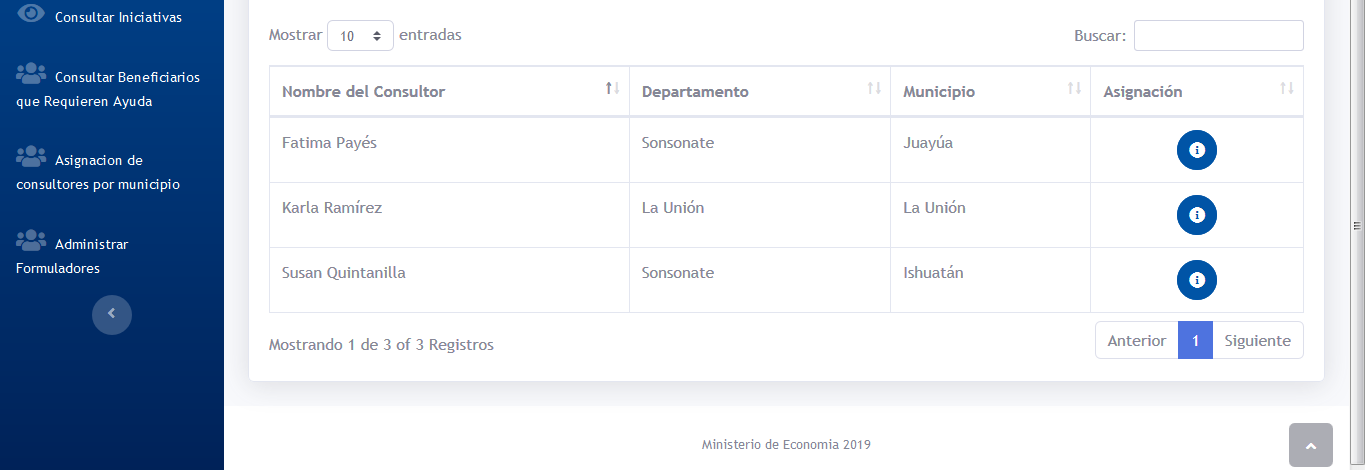 Consultar Iniciativas
Consultar Beneficiarios
que Requieren Ayuda
Asignacion de
consultores por municipio
Administrar
Formuladores
Mostrar 10 entradas
Buscar:
Nombre del Consultor Departamento Municipio Asignación
Fatima Payés Sonsonate Juayúa
Karla Ramírez La Unión La Unión
Susan Quintanilla Sonsonate Ishuatán
Mostrando 1 de 3 of 3 Registros
Anterior 1 Siguiente
Ministerio de Economia 2019